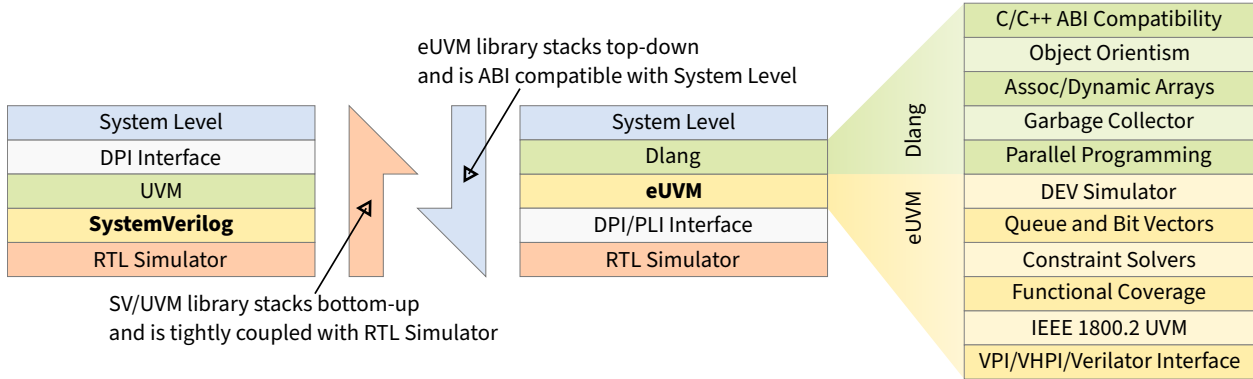 eUVM library stacks top-down
and is ABI compatible with System Level
System Level
DPI Interface
UVM
SystemVerilog
RTL Simulator
SV/UVM library stacks bottom-up
and is tightly coupled with RTL Simulator
System Level
Dlang
eUVM
DPI/PLI Interface
RTL Simulator
Dlang
eUVM
C/C++ ABI Compatibility
Object Orientism
Assoc/Dynamic Arrays
Garbage Collector
Parallel Programming
DEV Simulator
Queue and Bit Vectors
Constraint Solvers
Functional Coverage
IEEE 1800.2 UVM
VPI/VHPI/Verilator Interface